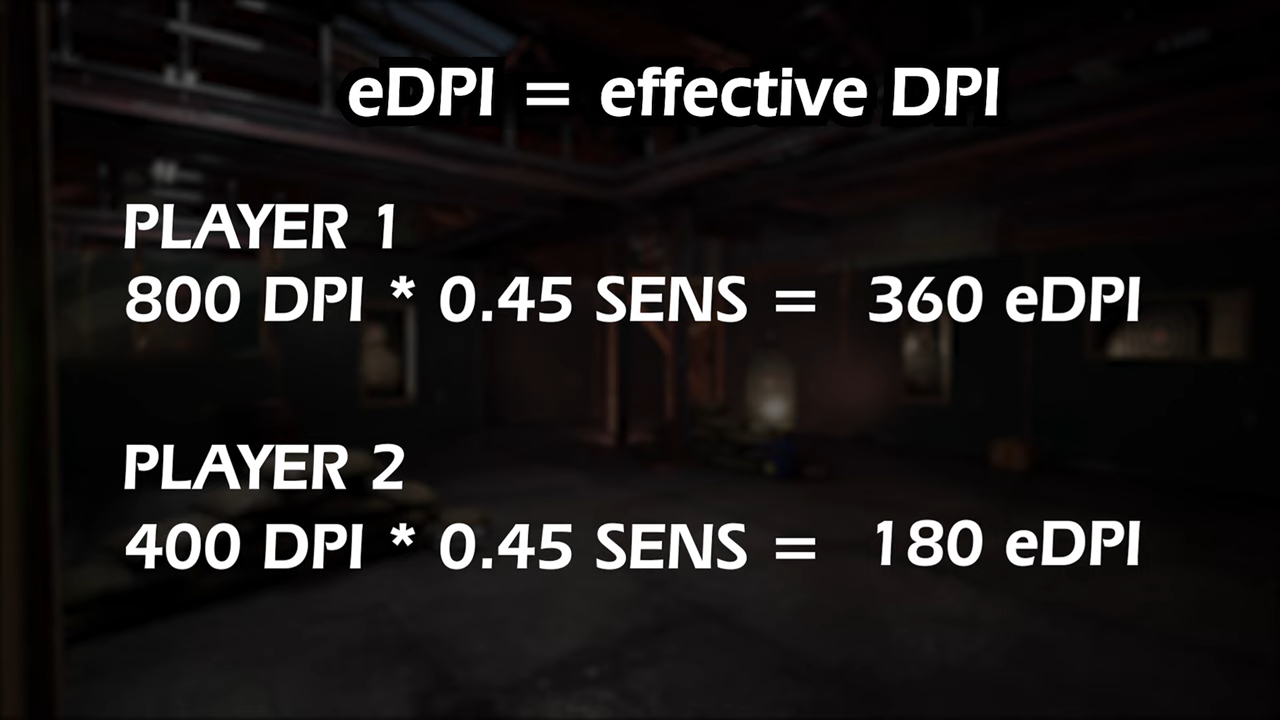 eDPI = effective DPI
PLAYER 1
800 DPI * 0.45 SENS = 360 eDPI
PLAYER 2
400 DPI * 0.45 SENS = 180 eDPI